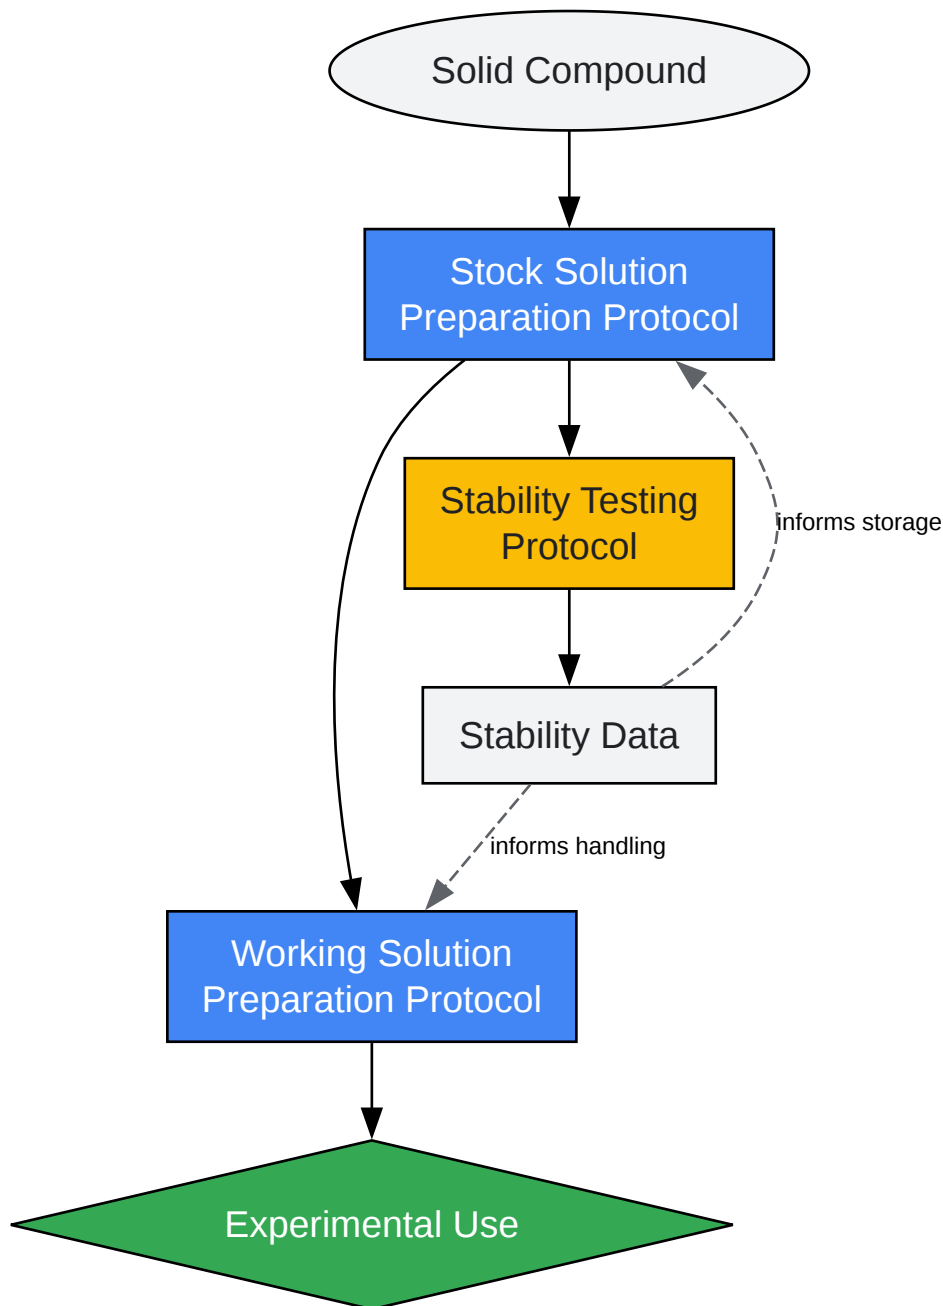 Solid Compound
Stock Solution
Preparation Protocol
Stability Testing
Protocol
informs storage
Stability Data
informs handling
Working Solution
Preparation Protocol
Experimental Use